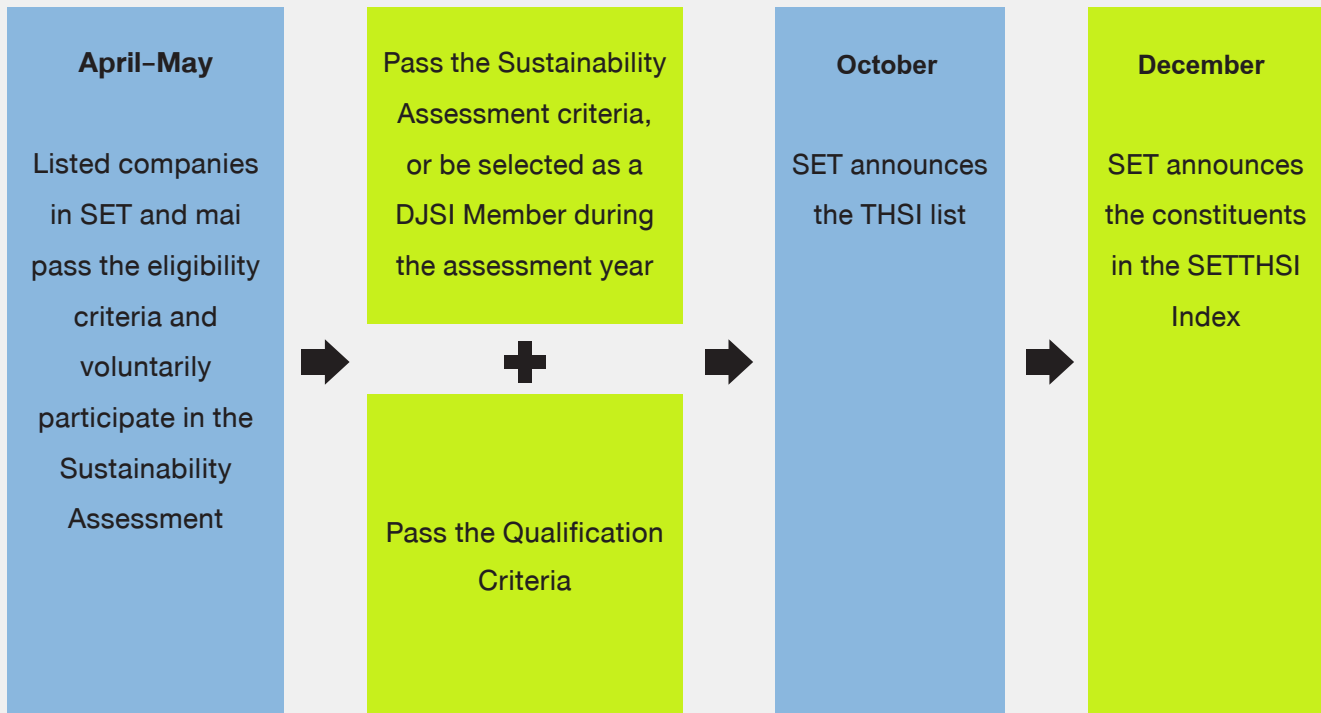 April–May
Listed companies
in SET and mai
pass the eligibility
criteria and
voluntarily
participate in the
Sustainability
Assessment
Pass the Sustainability
Assessment criteria,
or be selected as a
DJSI Member during
the assessment year
Pass the Qualification
Criteria
October
SET announces
the THSI list
December
SET announces
the constituents
in the SETTHSI
Index